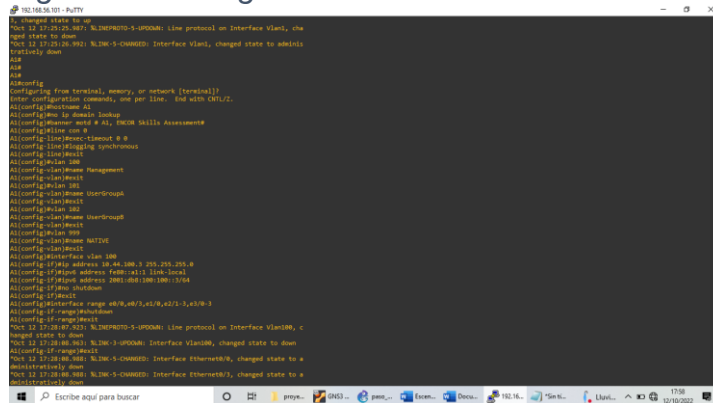 192.168.56.101 - PuTTY
3, changed state to up
*Oct 12 17:25:25.987: %LINEPROTO-5-UPDOWN: Line protocol on Interface Vlan1, cha
nged state to down
*Oct 12 17:25:26.992: %LINK-5-CHANGED: Interface Vlan1, changed state to adminis
tratively down
A1#
A1#
A1#
A1#config
Configuring from terminal, memory, or network [terminal]?
Enter configuration commands, one per line.  End with CNTL/Z.
A1(config)#hostname A1
A1(config)#no ip domain lookup
A1(config)#banner motd # A1, ENCOR Skills Assessment#
A1(config)#line con 0
A1(config-line)#exec-timeout 0 0
A1(config-line)#logging synchronous
A1(config-line)#exit
A1(config)#vlan 100
A1(config-vlan)#name Management
A1(config-vlan)#exit
A1(config)#vlan 101
A1(config-vlan)#name UserGroupA
A1(config-vlan)#exit
A1(config)#vlan 102
A1(config-vlan)#name UserGroupB
A1(config-vlan)#exit
A1(config)#vlan 999
A1(config-vlan)#name NATIVE
A1(config-vlan)#exit
A1(config)#interface vlan 100
A1(config-if)#ip address 10.44.100.3 255.255.255.0
A1(config-if)#ipv6 address fe80::a1:1 link-local
A1(config-if)#ipv6 address 2001:db8:100:100::3/64
A1(config-if)#no shutdown
A1(config-if)#exit
A1(config)#interface range e0/0,e0/3,e1/0,e2/1-3,e3/0-3
A1(config-if-range)#shutdown
A1(config-if-range)#exit
*Oct 12 17:28:07.923: %LINEPROTO-5-UPDOWN: Line protocol on Interface Vlan100, c
hanged state to down
*Oct 12 17:28:08.963: %LINK-3-UPDOWN: Interface Vlan100, changed state to down
A1(config-if-range)#exit
*Oct 12 17:28:08.988: %LINK-5-CHANGED: Interface Ethernet0/0, changed state to a
dministratively down
*Oct 12 17:28:08.988: %LINK-5-CHANGED: Interface Ethernet0/3, changed state to a
dministratively down
Escribe aquí para buscar
proye...
GNS3 ...
Escen...
Docu...
192.16...
*Sin ti...
Lluvi...
17:58
12/10/2022